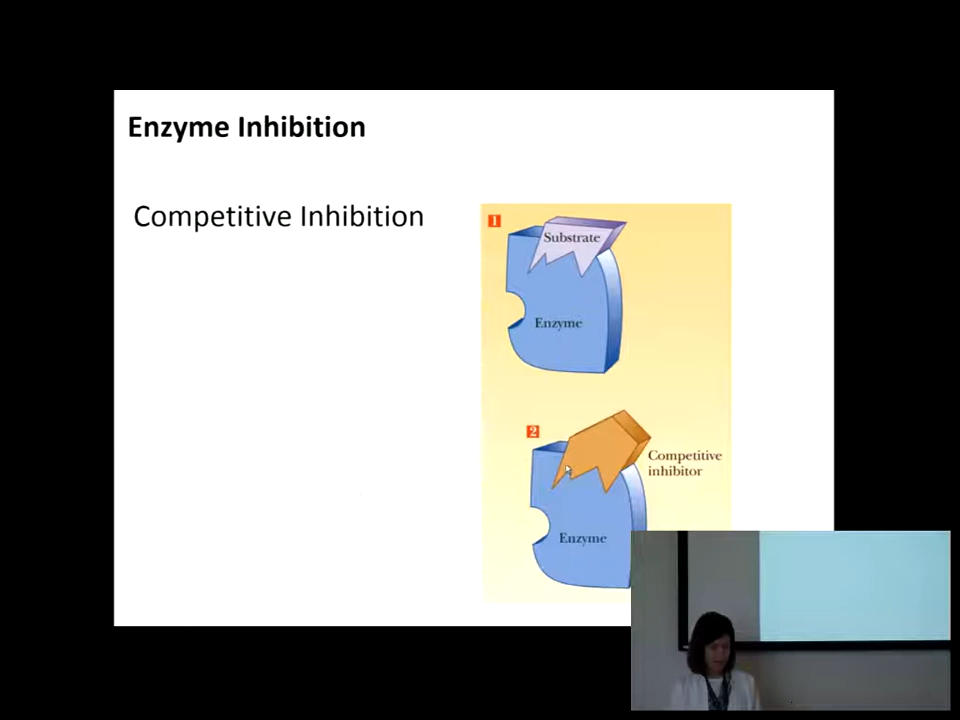 Enzyme Inhibition
Competitive Inhibition
1
Substrate
Enzyme
2
Competitive
inhibitor
Enzyme